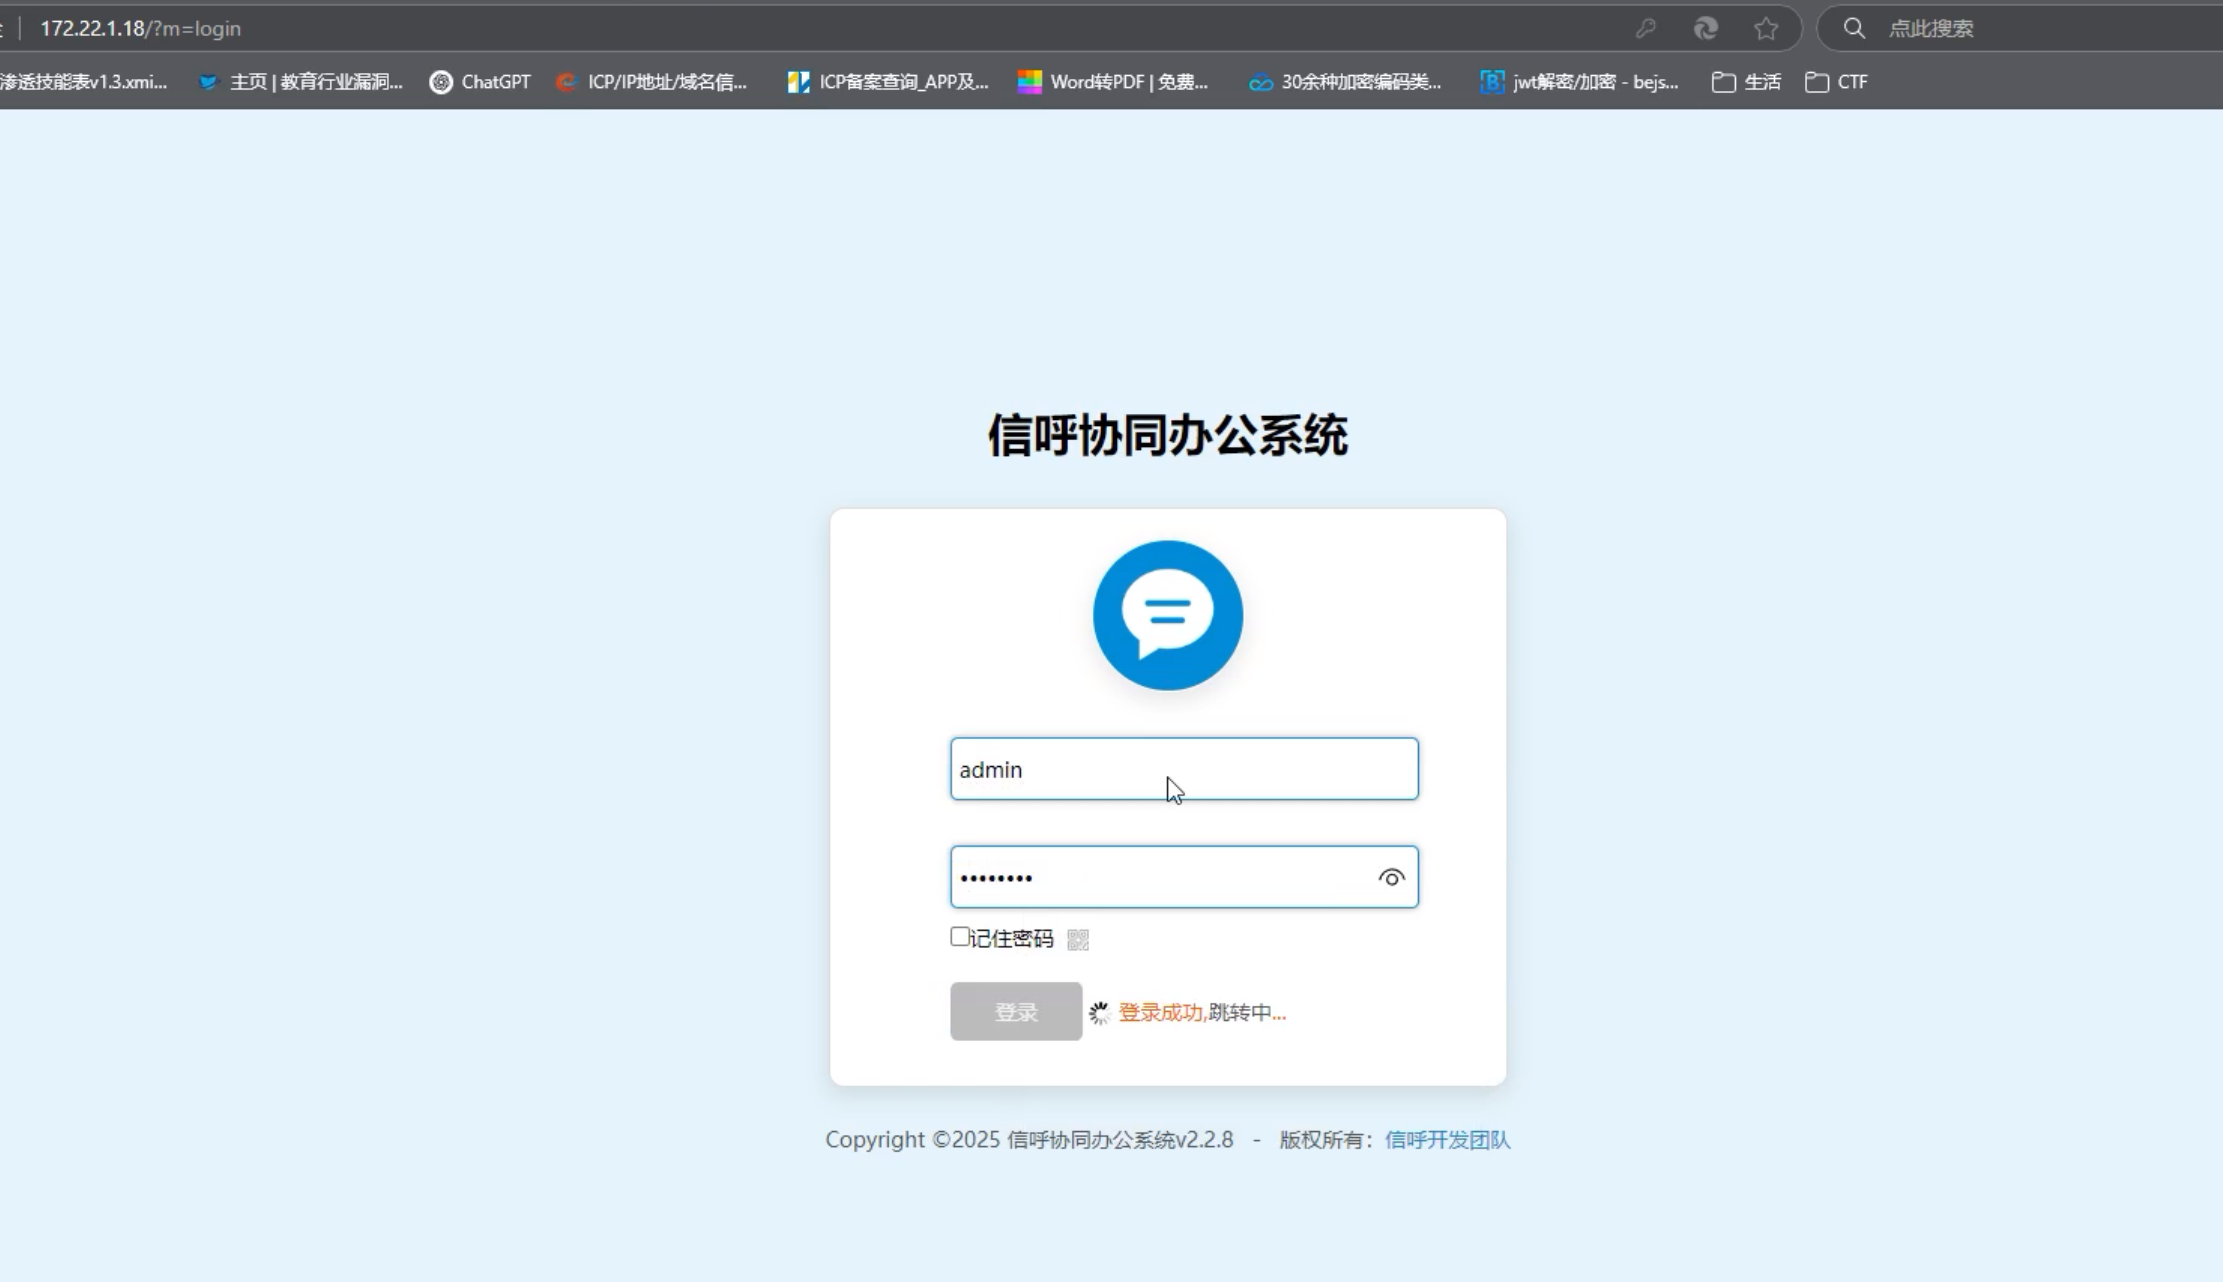 172.22.1.18/?m=login
点此搜索
渗透技能表v1.3.xmi...
主页 | 教育行业漏洞...
ChatGPT
ICP/IP地址/域名信...
ICP备案查询_APP及...
Word转PDF | 免费...
30余种加密编码类...
jwt解密/加密 - bejs...
生活
CTF
信呼协同办公系统
admin
••••••••
记住密码
登录
登录成功,跳转中...
Copyright ©2025 信呼协同办公系统v2.2.8 - 版权所有：信呼开发团队